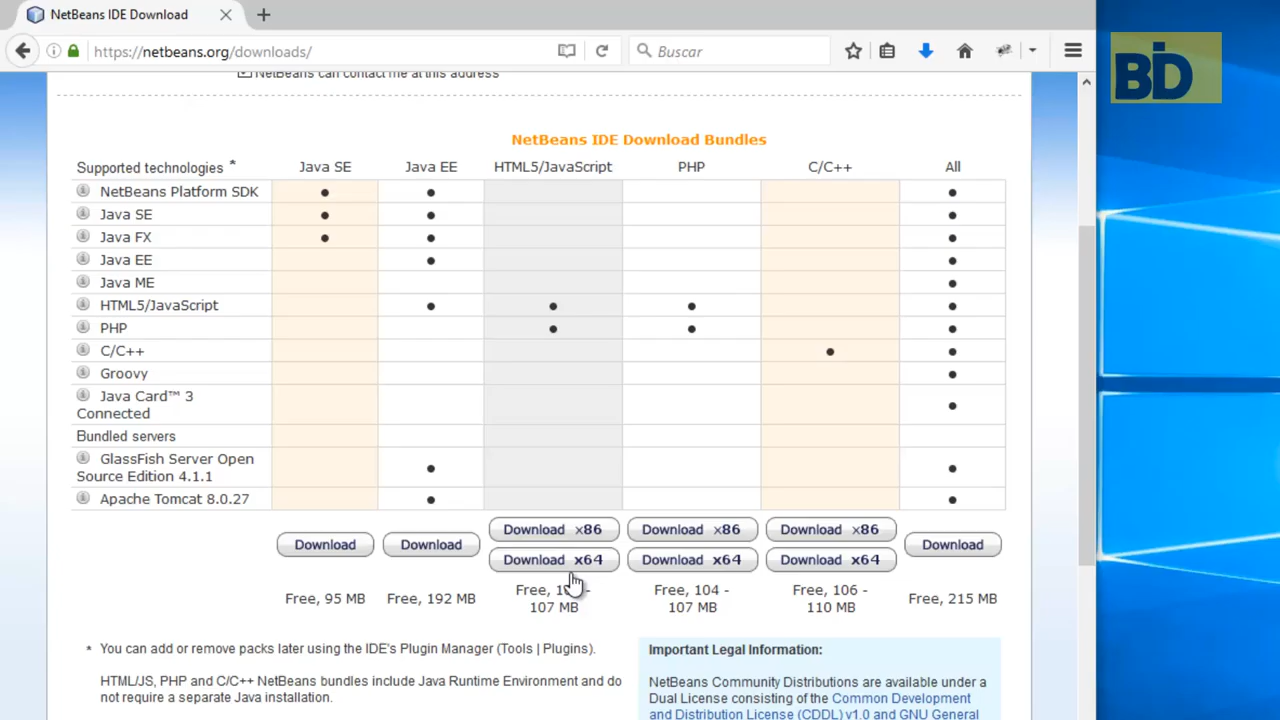 NetBeans IDE Download
https://netbeans.org/downloads/
Buscar
BID
NetBeans can contact me at this address
NetBeans IDE Download Bundles
Supported technologies * Java SE Java EE HTML5/JavaScript PHP C/C++ All
NetBeans Platform SDK
Java SE
Java FX
Java EE
Java ME
HTML5/JavaScript
PHP
C/C++
Groovy
Java Card™ 3
Connected
Bundled servers
GlassFish Server Open
Source Edition 4.1.1
Apache Tomcat 8.0.27
Download x86 Download x86 Download x86
Download Download Download
Download x64 Download x64 Download x64
Free, 95 MB Free, 192 MB Free, - 107 MB Free, 104 - 107 MB Free, 106 - 110 MB Free, 215 MB
* You can add or remove packs later using the IDE's Plugin Manager (Tools | Plugins).
HTML/JS, PHP and C/C++ NetBeans bundles include Java Runtime Environment and do
not require a separate Java installation.
Important Legal Information:
NetBeans Community Distributions are available under a
Dual License consisting of the Common Development
and Distribution License (CDDL) v1.0 and GNU General